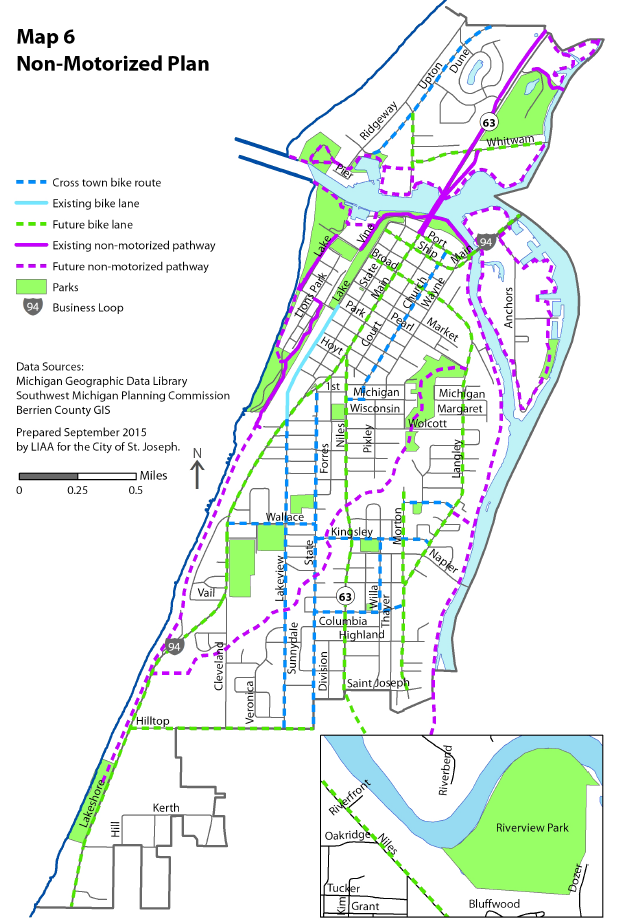 Map 6
Non-Motorized Plan
Cross town bike route
Existing bike lane
Future bike lane
Existing non-motorized pathway
Future non-motorized pathway
Parks
94 Business Loop
Data Sources:
Michigan Geographic Data Library
Southwest Michigan Planning Commission
Berrien County GIS
Prepared September 2015
by LIAA for the City of St. Joseph.
N
Miles
0 0.25 0.5
Upton
Dune
Ridgeway
63
Whitwam
Pier
Vine
Lake
Port
Ship
Main
94
Broad
State
Main
Lions Park
Lake
Church
Wayne
Anchors
Park
Pearl
Market
Court
Hoyt
1st
Michigan
Michigan
Wisconsin
Margaret
Wolcott
Niles
Pixley
Forres
Langley
Wallace
Kingsley
Morton
State
Lakeview
Napier
Vail
63
Willa
Thayer
Columbia
Highland
94
Cleveland
Sunnydale
Division
Veronica
Saint Joseph
Hilltop
Lakeshore
Kerth
Hill
Riverbend
Riverfront
Riverview Park
Oakridge
Niles
Tucker
Kim
Grant
Bluffwood
Dozer